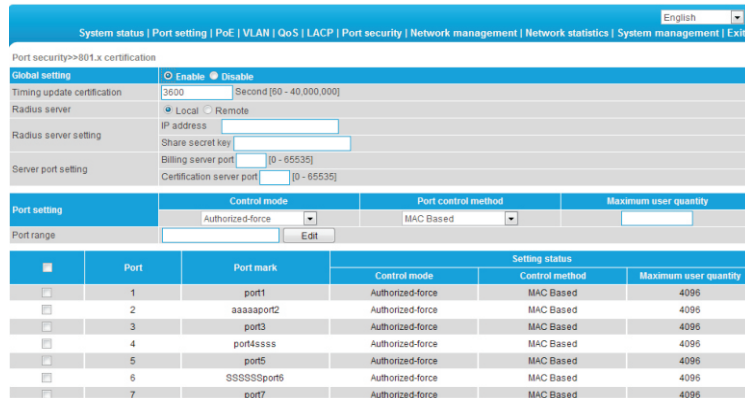 English
System status | Port setting | PoE | VLAN | QoS | LACP | Port security | Network management | Network statistics | System management | Exit
Port security>>801.x certification
Global setting Enable Disable
Timing update certification 3600 Second [60 - 40,000,000]
Radius server Local Remote
Radius server setting IP address
Share secret key
Server port setting Billing server port [0 - 65535]
Certification server port [0 - 65535]
Port setting Control mode Port control method Maximum user quantity
Authorized-force MAC Based
Port range Edit
Port Port mark Setting status
Control mode Control method Maximum user quantity
1 port1 Authorized-force MAC Based 4096
2 aaaaaport2 Authorized-force MAC Based 4096
3 port3 Authorized-force MAC Based 4096
4 port4ssss Authorized-force MAC Based 4096
5 port5 Authorized-force MAC Based 4096
6 SSSSSSport6 Authorized-force MAC Based 4096
7 port7 Authorized-force MAC Based 4096